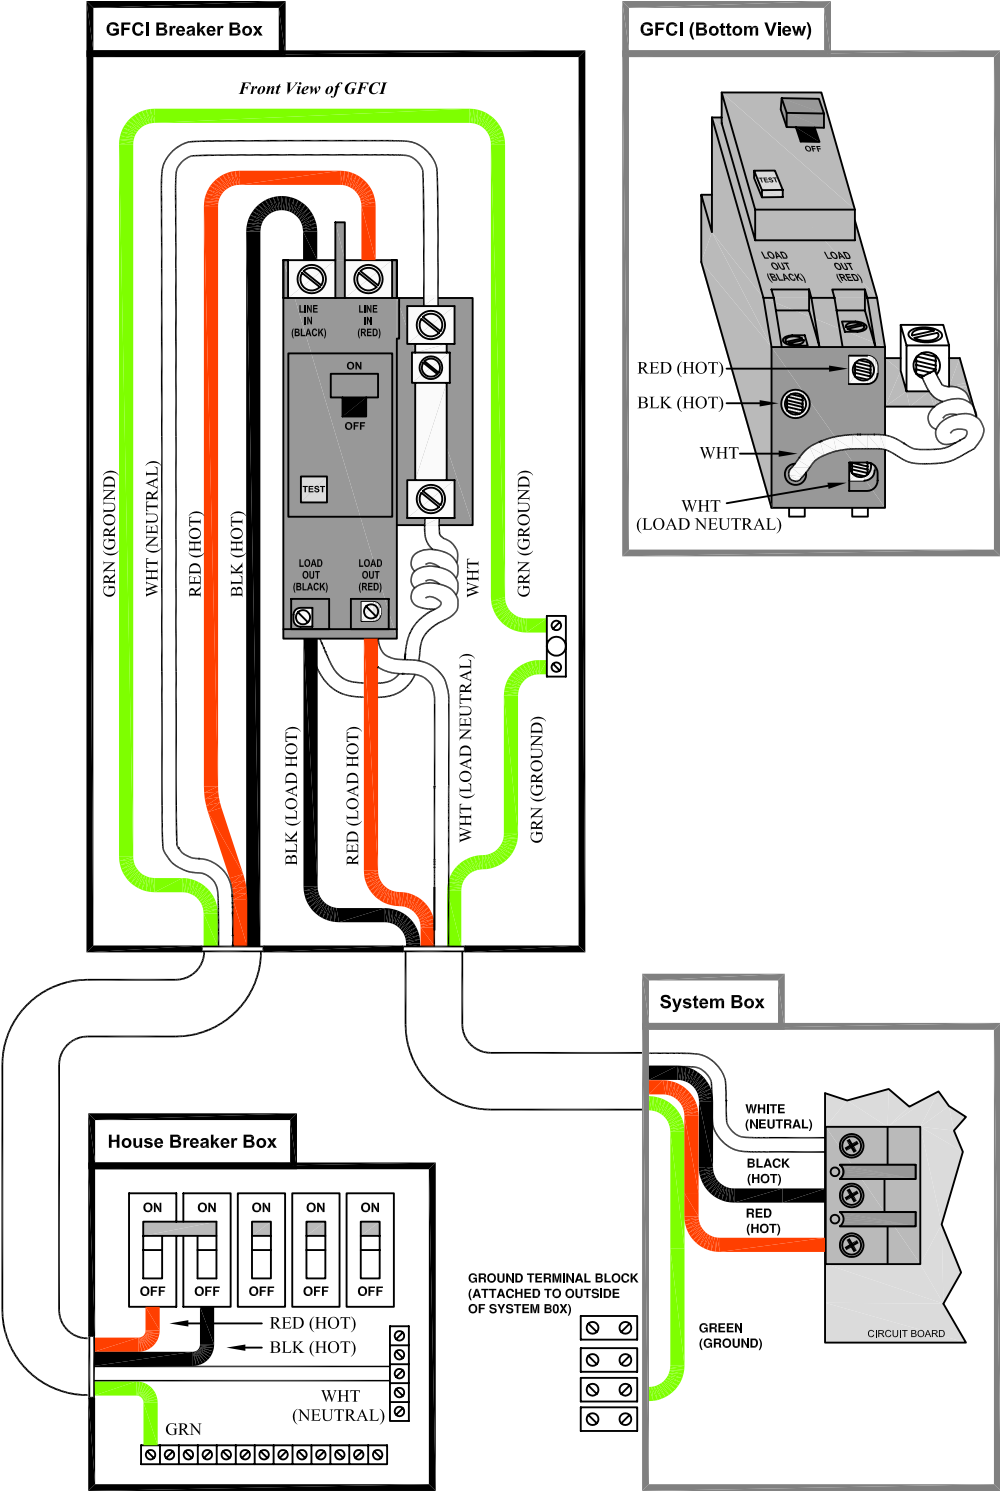 GFCI Breaker Box
Front View of GFCI
LINE
IN
(BLACK)
LINE
IN
(RED)
ON
OFF
TEST
LOAD
OUT
(BLACK)
LOAD
OUT
(RED)
GRN (GROUND)
WHT (NEUTRAL)
RED (HOT)
BLK (HOT)
WHT
GRN (GROUND)
BLK (LOAD HOT)
RED (LOAD HOT)
WHT (LOAD NEUTRAL)
GRN (GROUND)
GFCI (Bottom View)
OFF
TEST
LOAD
OUT
(BLACK)
LOAD
OUT
(RED)
RED (HOT)
BLK (HOT)
WHT
WHT
(LOAD NEUTRAL)
House Breaker Box
ON ON ON ON ON
OFF OFF OFF OFF OFF
RED (HOT)
BLK (HOT)
WHT
(NEUTRAL)
GRN
System Box
WHITE
(NEUTRAL)
BLACK
(HOT)
RED
(HOT)
GROUND TERMINAL BLOCK
(ATTACHED TO OUTSIDE
OF SYSTEM B0X)
GREEN
(GROUND)
CIRCUIT BOARD